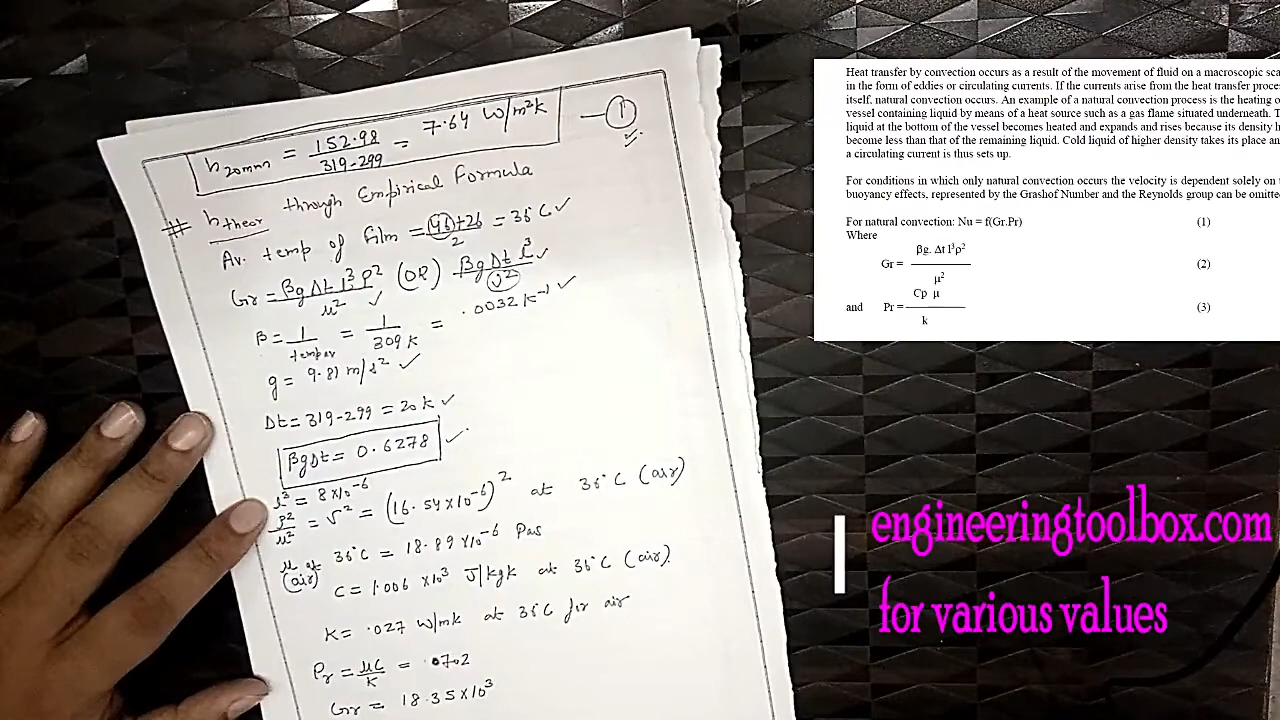 h20mm = 152.98 / 319-299 = 7.64 W/m²k — 1
# htheor through Empirical Formula
Av. temp of film = (46)+26 / 2 = 36°C ✓
Gr = βgΔt l³ρ² / μ² ✓ (OR) βgΔt l³ / ν² ✓
β = 1 / temp av = 1 / 309 k = .0032 k⁻¹ ✓
g = 9.81 m/s² ✓
Δt = 319-299 = 20 k ✓
βgΔt = 0.6278 ✓
l³ = 8×10⁻⁶
ρ² / μ² = ν² = (16.54×10⁻⁶)² at 36°C (air)
μ at 36°C = 18.89×10⁻⁶ Pas
(air)
C = 1.006 ×10³ J/kgk at 36°C (air).
K = .027 W/mk at 36°C for air
Pr = μC / K = .0702
Gr = 18.35×10³
Heat transfer by convection occurs as a result of the movement of fluid on a macroscopic
in the form of eddies or circulating currents. If the currents arise from the heat transfer
itself, natural convection occurs. An example of a natural convection process is the heating
vessel containing liquid by means of a heat source such as a gas flame situated underneath.
liquid at the bottom of the vessel becomes heated and expands and rises because its density
become less than that of the remaining liquid. Cold liquid of higher density takes its place
a circulating current is thus sets up.
For conditions in which only natural convection occurs the velocity is dependent solely on
buoyancy effects, represented by the Grashof Number and the Reynolds group can be
For natural convection: Nu = f(Gr.Pr) (1)
Where
Gr = βg. Δt l³ρ² / μ² (2)
and Pr = Cp μ / k (3)
engineeringtoolbox.com
for various values